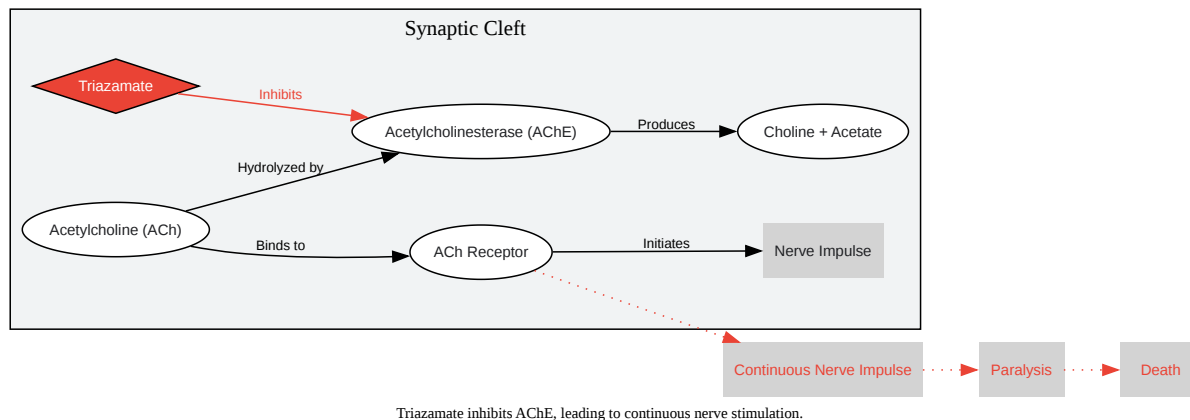 Synaptic Cleft
Triazamate
Inhibits
Acetylcholinesterase (AChE)
Produces
Choline + Acetate
Hydrolyzed by
Acetylcholine (ACh)
Binds to
ACh Receptor
Initiates
Nerve Impulse
Continuous Nerve Impulse
Paralysis
Death
Triazamate inhibits AChE, leading to continuous nerve stimulation.